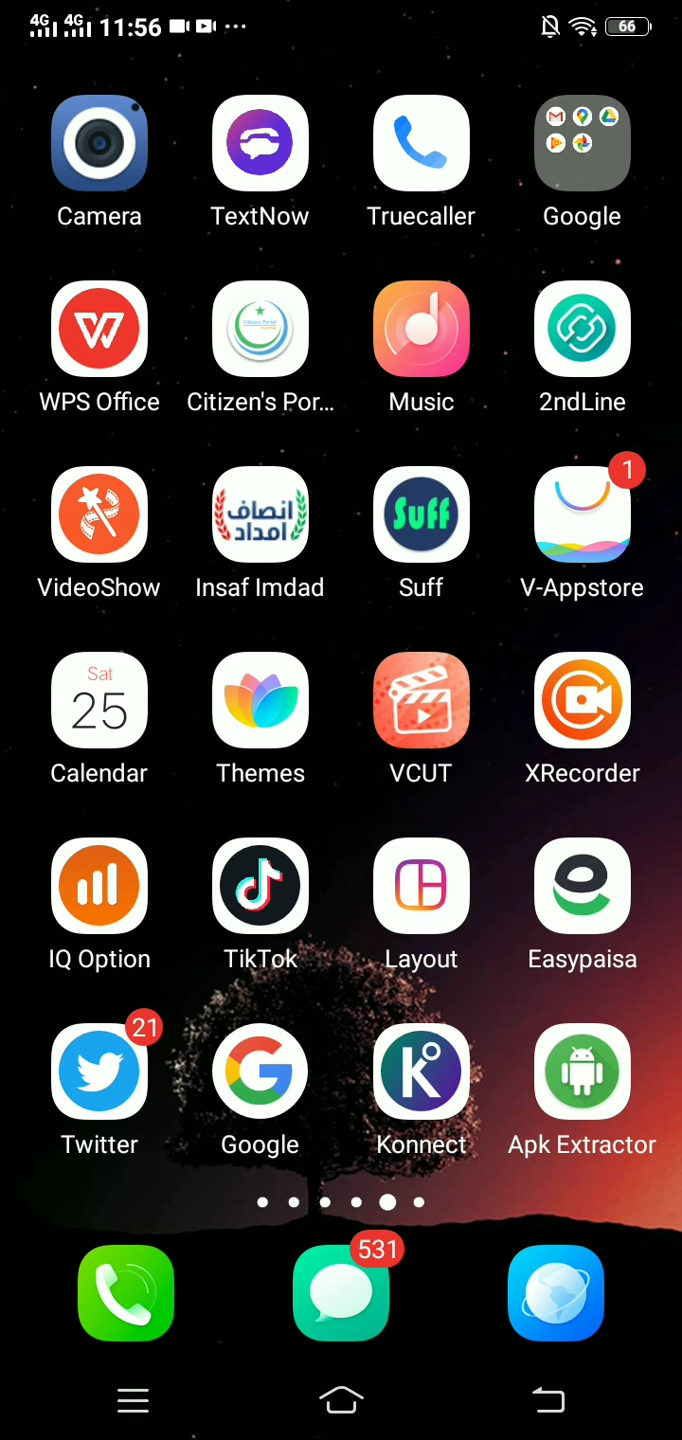 4G 4G 11:56 66
Camera TextNow Truecaller Google
WPS Office Citizen's Por... Music 2ndLine
انصاف
امداد
Suff
1
VideoShow Insaf Imdad Suff V-Appstore
Sat
25
Calendar Themes VCUT XRecorder
IQ Option TikTok Layout Easypaisa
21
Twitter Google Konnect Apk Extractor
531